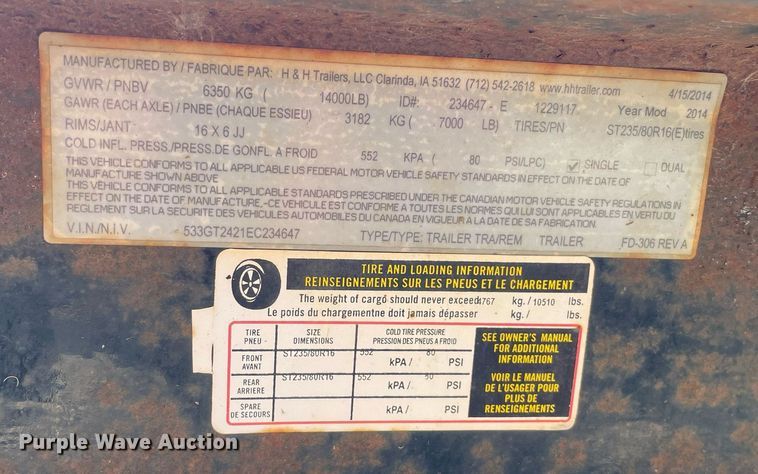 MANUFACTURED BY / FABRIQUE PAR: H & H Trailers, LLC Clarinda, IA 51632 (712) 542-2618 www.hhtrailer.com 4/15/2014
GVWR / PNBV 6350 KG ( 14000LB) ID#: 234647 - E 1229117 Year Mod 2014
GAWR (EACH AXLE) / PNBE (CHAQUE ESSIEU) 3182 KG ( 7000 LB) TIRES/PN ST235/80R16(E)tires
RIMS/JANT 16 X 6 JJ
COLD INFL. PRESS./PRESS.DE GONFL. A FROID 552 KPA ( 80 PSI/LPC) SINGLE DUAL
THIS VEHICLE CONFORMS TO ALL APPLICABLE US FEDERAL MOTOR VEHICLE SAFETY STANDARDS IN EFFECT ON THE DATE OF
MANUFACTURE SHOWN ABOVE
THIS VEHICLE CONFORMS TO ALL APPLICABLE STANDARDS PRESCRIBED UNDER THE CANADIAN MOTOR VEHICLE SAFETY REGULATIONS IN
EFFECT ON THE DATE OF MANUFACTURE,-CE VEHICULE EST CONFORME A TOUTES LES NORMES QUI LUI SONT APPLICABLES EN VERTU DU
REGLEMENT SUR LA SECURITE DES VEHICULES AUTOMOBILES DU CANADA EN VIGUEUR A LA DATE DE SA FABRICATION.
V.I.N./N.I.V. 533GT2421EC234647 TYPE/TYPE: TRAILER TRA/REM TRAILER FD-306 REV A
TIRE AND LOADING INFORMATION
RENSEIGNEMENTS SUR LES PNEUS ET LE CHARGEMENT
The weight of cargo should never exceed 4767 kg. / 10510 lbs.
Le poids du chargementne doit jamais dépasser kg. / lbs.
TIRE SIZE COLD TIRE PRESSURE
PNEU DIMENSIONS PRESSION DES PNEUS A FROID
FRONT ST235/80R16 552 80
AVANT kPA / PSI
REAR ST235/80R16 552 80
ARRIERE kPA / PSI
SPARE
DE SECOURS kPA / PSI
SEE OWNER'S MANUAL
FOR ADDITIONAL
INFORMATION
VOIR LE MANUEL
DE L'USAGER POUR
PLUS DE
RENSEIGNEMENTS
Purple Wave Auction